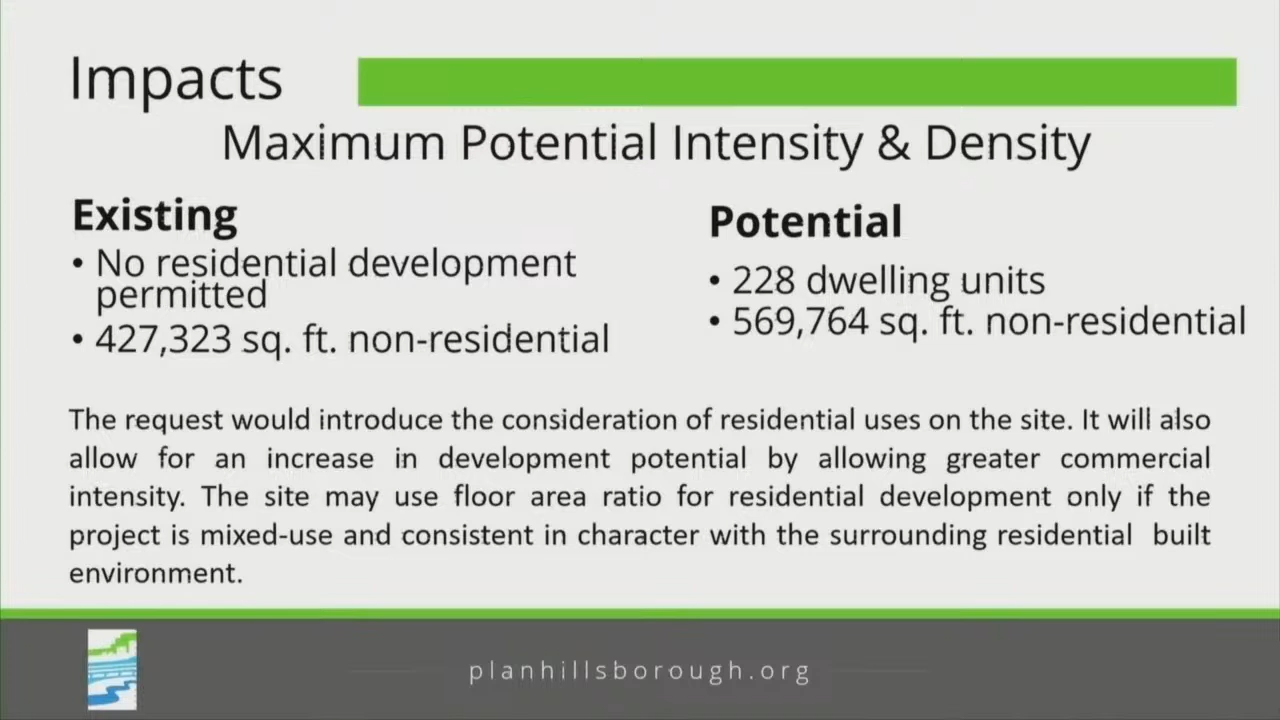 Impacts
Maximum Potential Intensity & Density
Existing
• No residential development
permitted
• 427,323 sq. ft. non-residential
Potential
• 228 dwelling units
• 569,764 sq. ft. non-residential
The request would introduce the consideration of residential uses on the site. It will also
allow for an increase in development potential by allowing greater commercial
intensity. The site may use floor area ratio for residential development only if the
project is mixed-use and consistent in character with the surrounding residential built
environment.
planhillsborough.org